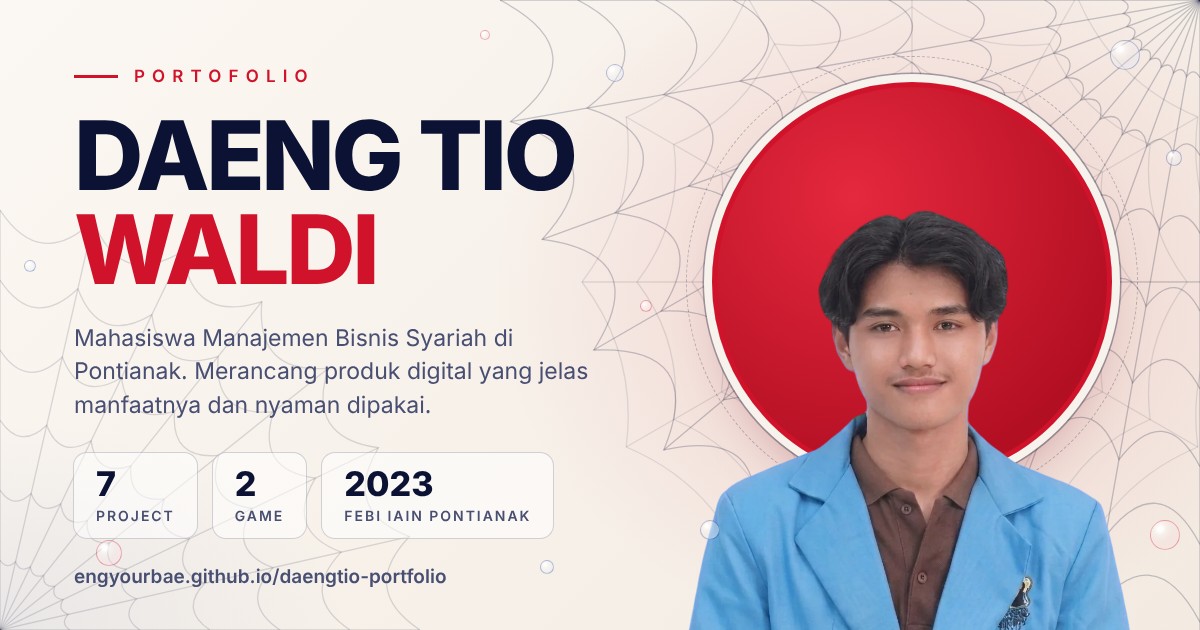 PORTOFOLIO
DAENG TIO
WALDI
Mahasiswa Manajemen Bisnis Syariah di
Pontianak. Merancang produk digital yang jelas
manfaatnya dan nyaman dipakai.
7
PROJECT
2
GAME
2023
FEBI IAIN PONTIANAK
engyourbae.github.io/daengtio-portfolio